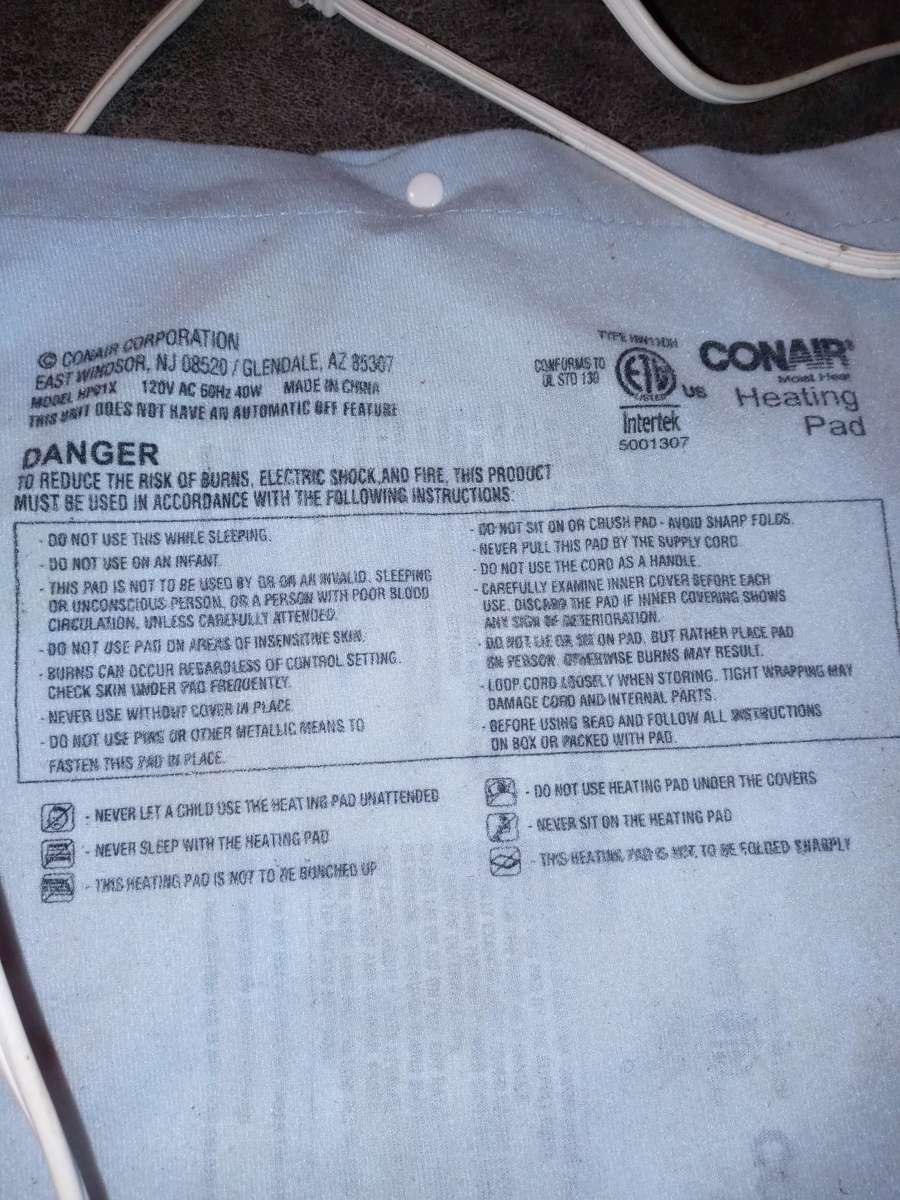 © CONAIR CORPORATION
EAST WINDSOR, NJ 08520 / GLENDALE, AZ 85307
MODEL HP01X 120V AC 60Hz 40W MADE IN CHINA
THIS UNIT DOES NOT HAVE AN AUTOMATIC OFF FEATURE
CONFORMS TO
UL STD 130
TYPE
ETL
LISTED
US
Intertek
5001307
CONAIR®
Moist Heat
Heating
Pad
DANGER
TO REDUCE THE RISK OF BURNS, ELECTRIC SHOCK,AND FIRE, THIS PRODUCT
MUST BE USED IN ACCORDANCE WITH THE FOLLOWING INSTRUCTIONS:
- DO NOT USE THIS WHILE SLEEPING.
- DO NOT USE ON AN INFANT.
- THIS PAD IS NOT TO BE USED BY OR ON AN INVALID, SLEEPING
OR UNCONSCIOUS PERSON, OR A PERSON WITH POOR BLOOD
CIRCULATION, UNLESS CAREFULLY ATTENDED.
- DO NOT USE PAD ON AREAS OF INSENSITIVE SKIN.
- BURNS CAN OCCUR REGARDLESS OF CONTROL SETTING.
CHECK SKIN UNDER PAD FREQUENTLY.
- NEVER USE WITHOUT COVER IN PLACE.
- DO NOT USE PINS OR OTHER METALLIC MEANS TO
FASTEN THIS PAD IN PLACE.
- DO NOT SIT ON OR CRUSH PAD - AVOID SHARP FOLDS.
- NEVER PULL THIS PAD BY THE SUPPLY CORD
- DO NOT USE THE CORD AS A HANDLE.
- CAREFULLY EXAMINE INNER COVER BEFORE EACH
USE. DISCARD THE PAD IF INNER COVERING SHOWS
ANY SIGN OF DETERIORATION.
- DO NOT LIE OR SIT ON PAD, BUT RATHER PLACE PAD
ON PERSON. OTHERWISE BURNS MAY RESULT.
- LOOP CORD LOOSELY WHEN STORING. TIGHT WRAPPING MAY
DAMAGE CORD AND INTERNAL PARTS.
- BEFORE USING READ AND FOLLOW ALL INSTRUCTIONS
ON BOX OR PACKED WITH PAD.
- NEVER LET A CHILD USE THE HEATING PAD UNATTENDED
- NEVER SLEEP WITH THE HEATING PAD
- THIS HEATING PAD IS NOT TO BE BUNCHED UP
- DO NOT USE HEATING PAD UNDER THE COVERS
- NEVER SIT ON THE HEATING PAD
- THIS HEATING PAD IS NOT TO BE FOLDED SHARPLY